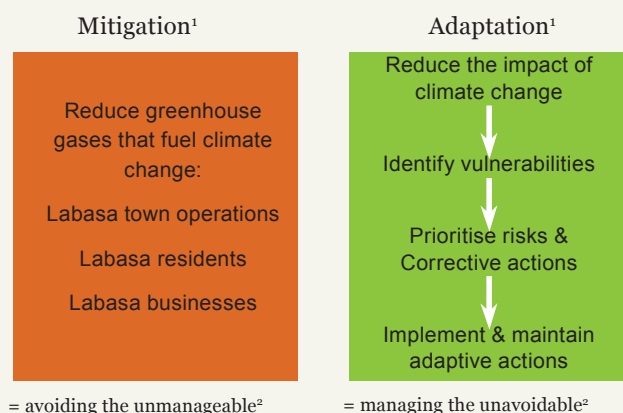 Mitigation¹
Reduce greenhouse
gases that fuel climate
change:
Labasa town operations
Labasa residents
Labasa businesses
= avoiding the unmanageable²
Adaptation¹
Reduce the impact of
climate change
Identify vulnerabilities
Prioritise risks &
Corrective actions
Implement & maintain
adaptive actions
= managing the unavoidable²